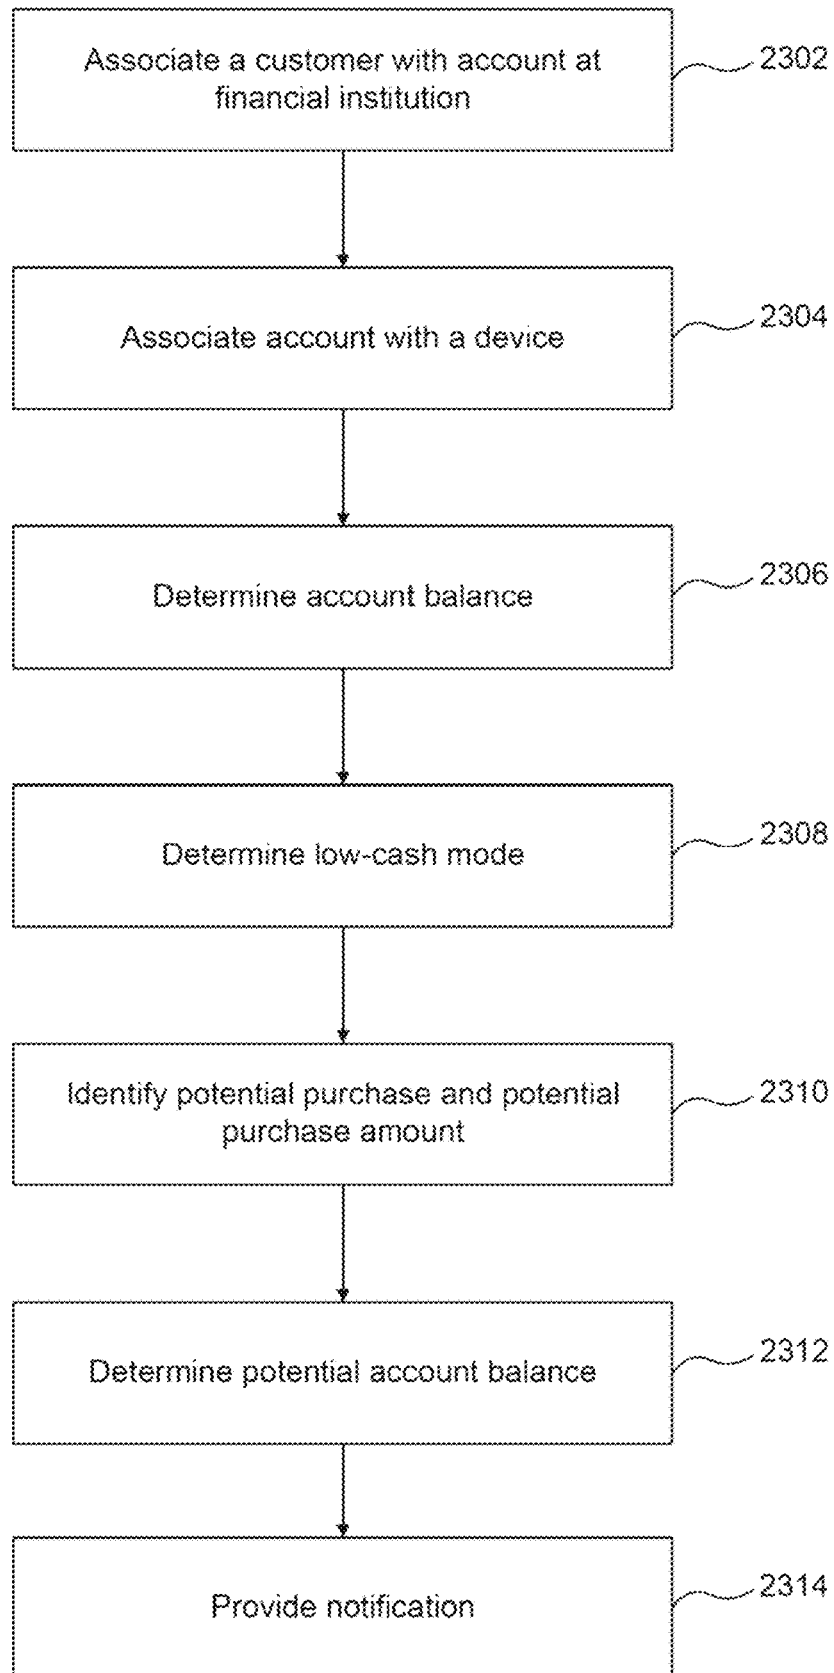 Associate a customer with account at
financial institution
2302
Associate account with a device
2304
Determine account balance
2306
Determine low-cash mode
2308
Identify potential purchase and potential
purchase amount
2310
Determine potential account balance
2312
Provide notification
2314